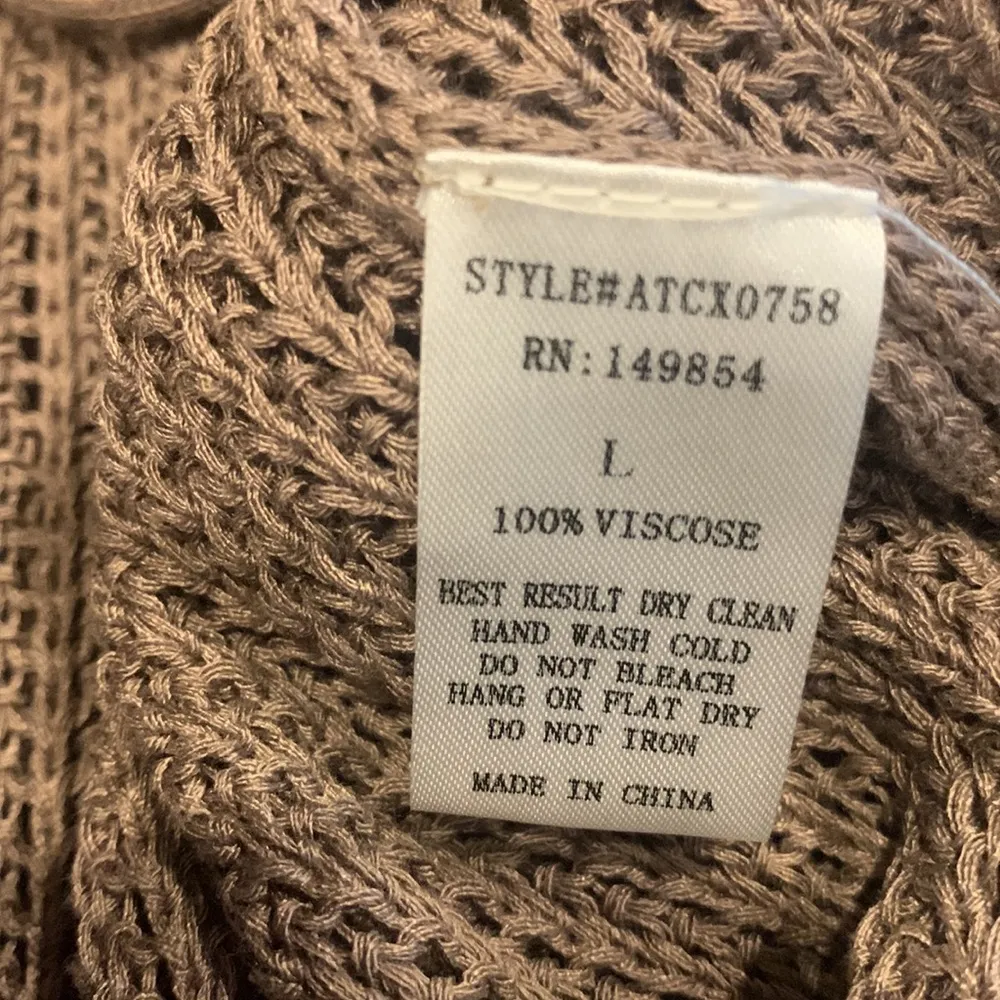 STYLE#ATCX0758
RN:149854
L
100% VISCOSE
BEST RESULT DRY CLEAN
HAND WASH COLD
DO NOT BLEACH
HANG OR FLAT DRY
DO NOT IRON
MADE IN CHINA